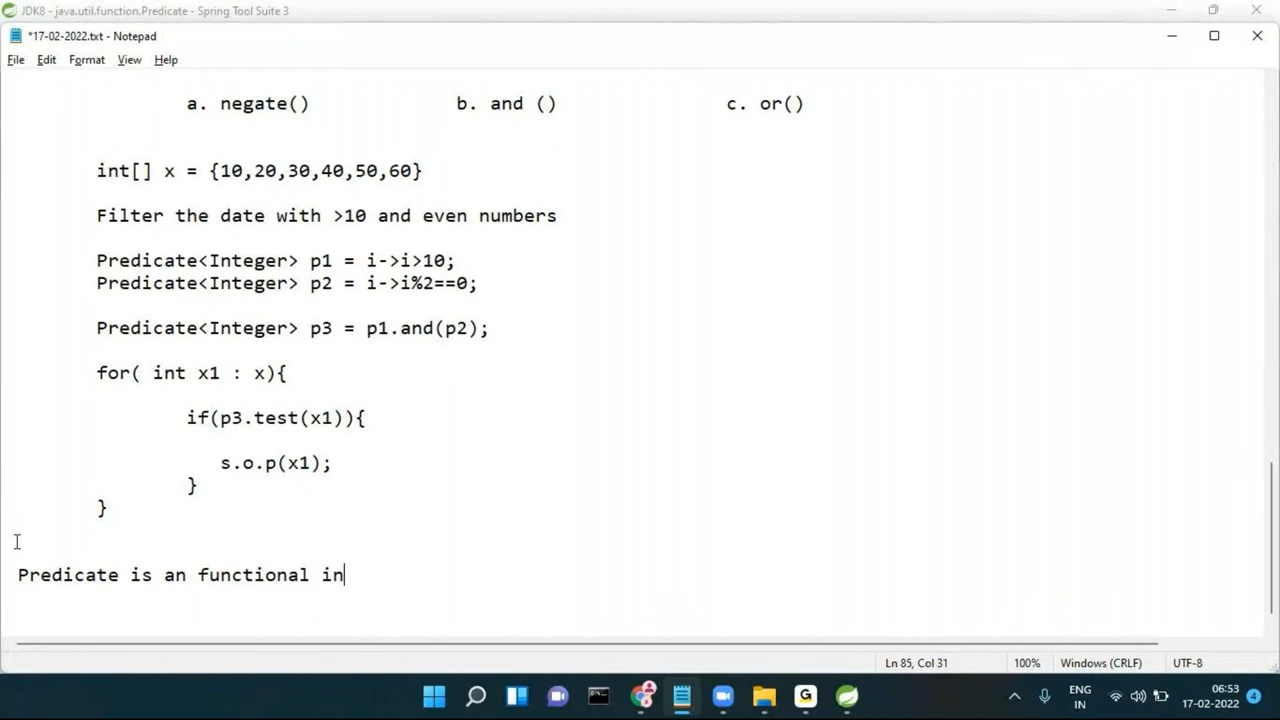 JDK8 - java.util.function.Predicate - Spring Tool Suite 3
*17-02-2022.txt - Notepad
File Edit Format View Help
a. negate() b. and () c. or()
int[] x = {10,20,30,40,50,60}
Filter the date with >10 and even numbers
Predicate<Integer> p1 = i->i>10;
Predicate<Integer> p2 = i->i%2==0;
Predicate<Integer> p3 = p1.and(p2);
for( int x1 : x){
if(p3.test(x1)){
s.o.p(x1);
}
}
Predicate is an functional in
Ln 85, Col 31 100% Windows (CRLF) UTF-8
ENG
IN
06:53
17-02-2022
4